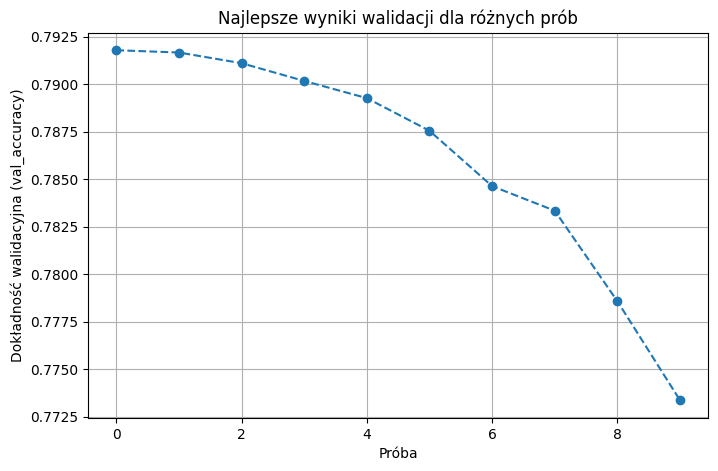 Najlepsze wyniki walidacji dla różnych prób
0.7925
0.7900
0.7875
0.7850
0.7825
0.7800
0.7775
0.7750
0.7725
Dokładność walidacyjna (val_accuracy)
0 2 4 6 8
Próba